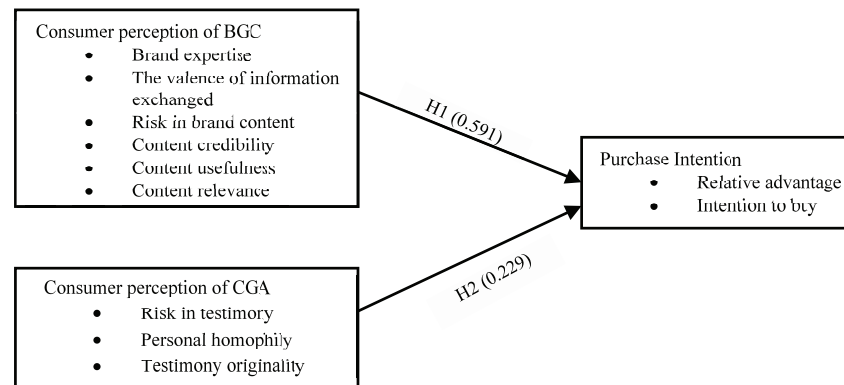 Consumer perception of BGC
• Brand expertise
• The valence of information
exchanged
• Risk in brand content
• Content credibility
• Content usefulness
• Content relevance
H1 (0.591)
Purchase Intention
• Relative advantage
• Intention to buy
H2 (0.229)
Consumer perception of CGA
• Risk in testimory
• Personal homophily
• Testimony originality